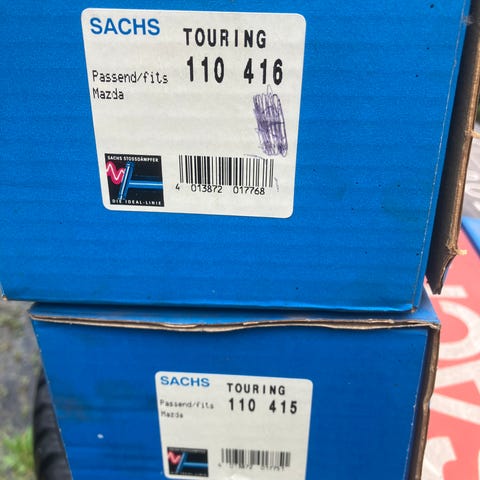 SACHS TOURING
Passend/fits 110 416
Mazda
SACHS STOSSDÄMPFER
DIE IDEAL-LINIE
4 013872 017768
SACHS TOURING
Passend/fits 110 415
Mazda